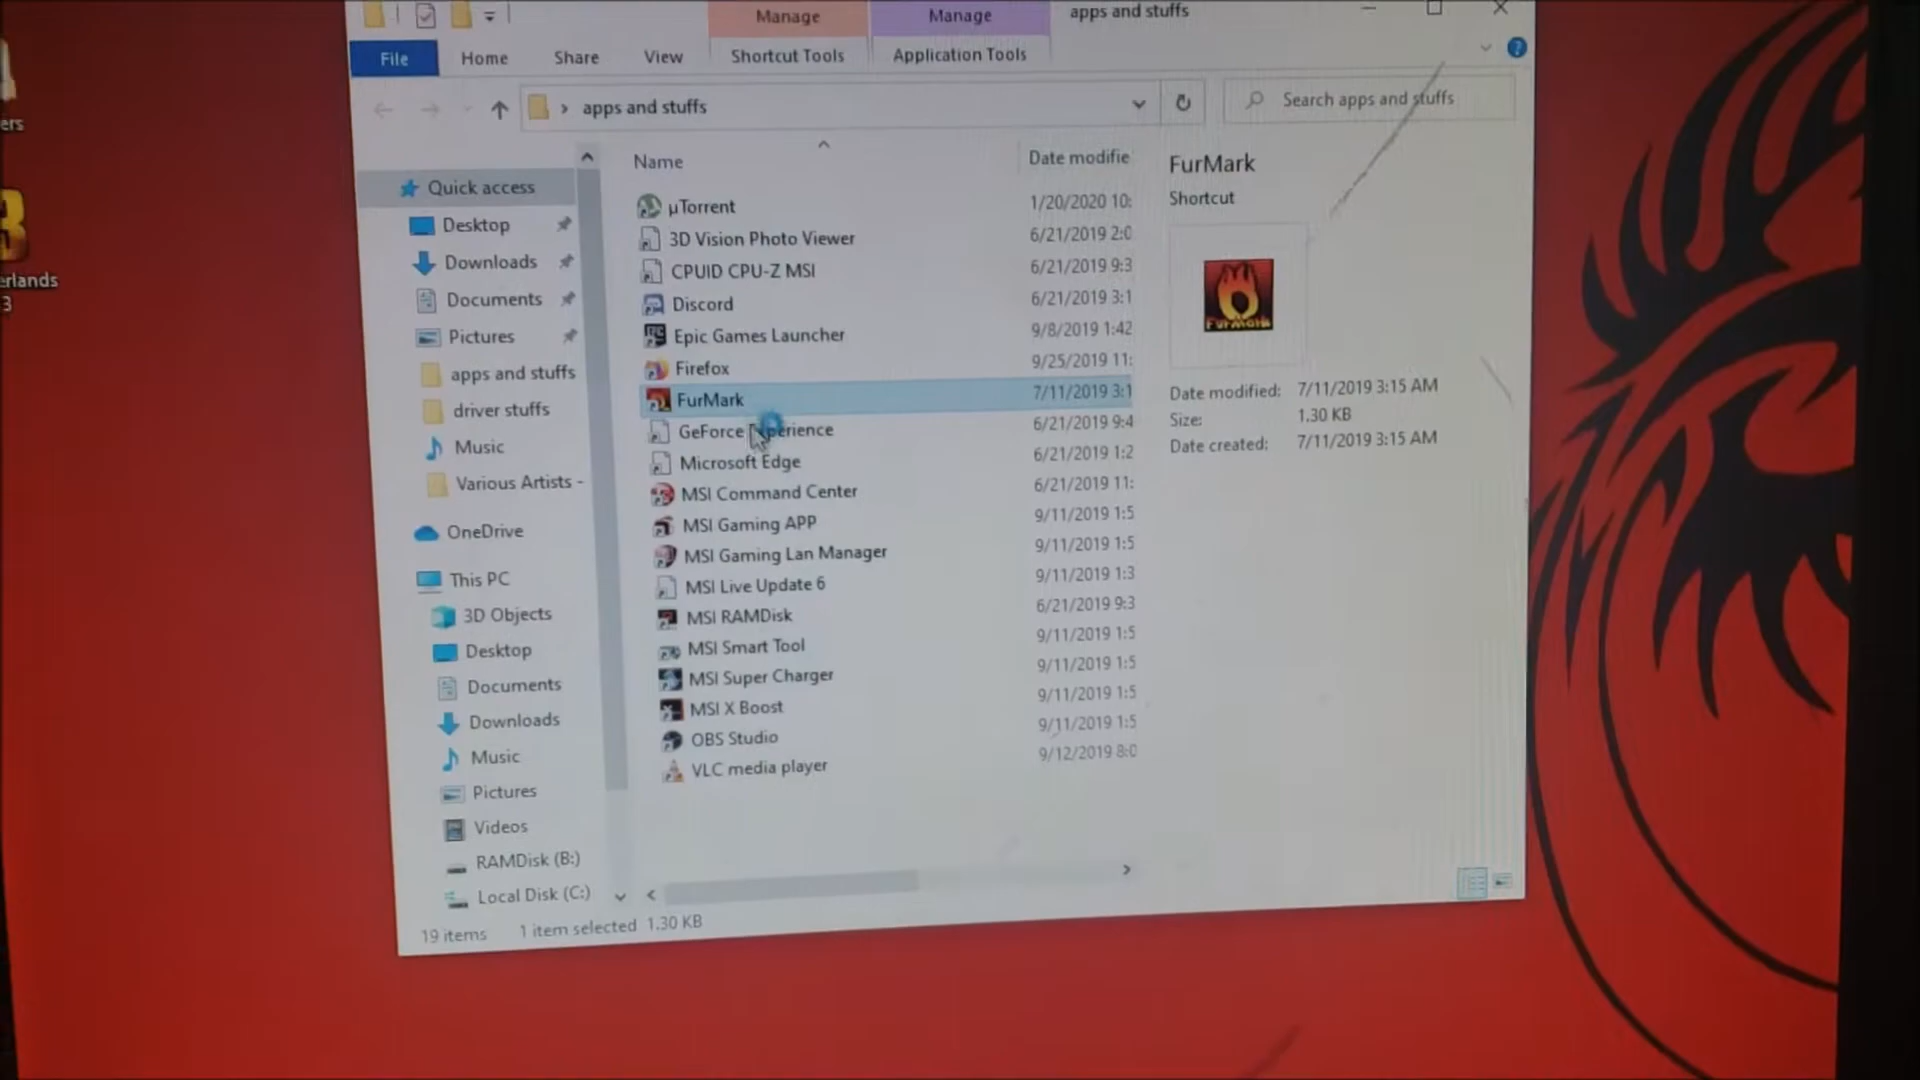 Manage
Manage
apps and stuffs
File
Home
Share
View
Shortcut Tools
Application Tools
apps and stuffs
Search apps and stuffs
Quick access
Desktop
Downloads
Documents
Pictures
apps and stuffs
driver stuffs
Music
Various Artists -
OneDrive
This PC
3D Objects
Desktop
Documents
Downloads
Music
Pictures
Videos
RAMDisk (B:)
Local Disk (C:)
Name
Date modifie
µTorrent 1/20/2020 10:
3D Vision Photo Viewer 6/21/2019 2:0
CPUID CPU-Z MSI 6/21/2019 9:3
Discord 6/21/2019 3:1
Epic Games Launcher 9/8/2019 1:42
Firefox 9/25/2019 11:
FurMark 7/11/2019 3:1
GeForce Experience 6/21/2019 9:4
Microsoft Edge 6/21/2019 1:2
MSI Command Center 6/21/2019 11:
MSI Gaming APP 9/11/2019 1:5
MSI Gaming Lan Manager 9/11/2019 1:5
MSI Live Update 6 9/11/2019 1:3
MSI RAMDisk 6/21/2019 9:3
MSI Smart Tool 9/11/2019 1:5
MSI Super Charger 9/11/2019 1:5
MSI X Boost 9/11/2019 1:5
OBS Studio 9/11/2019 1:5
VLC media player 9/12/2019 8:0
FurMark
Shortcut
FurMark
Date modified: 7/11/2019 3:15 AM
Size: 1.30 KB
Date created: 7/11/2019 3:15 AM
19 items 1 item selected 1.30 KB
ers
erlands
3